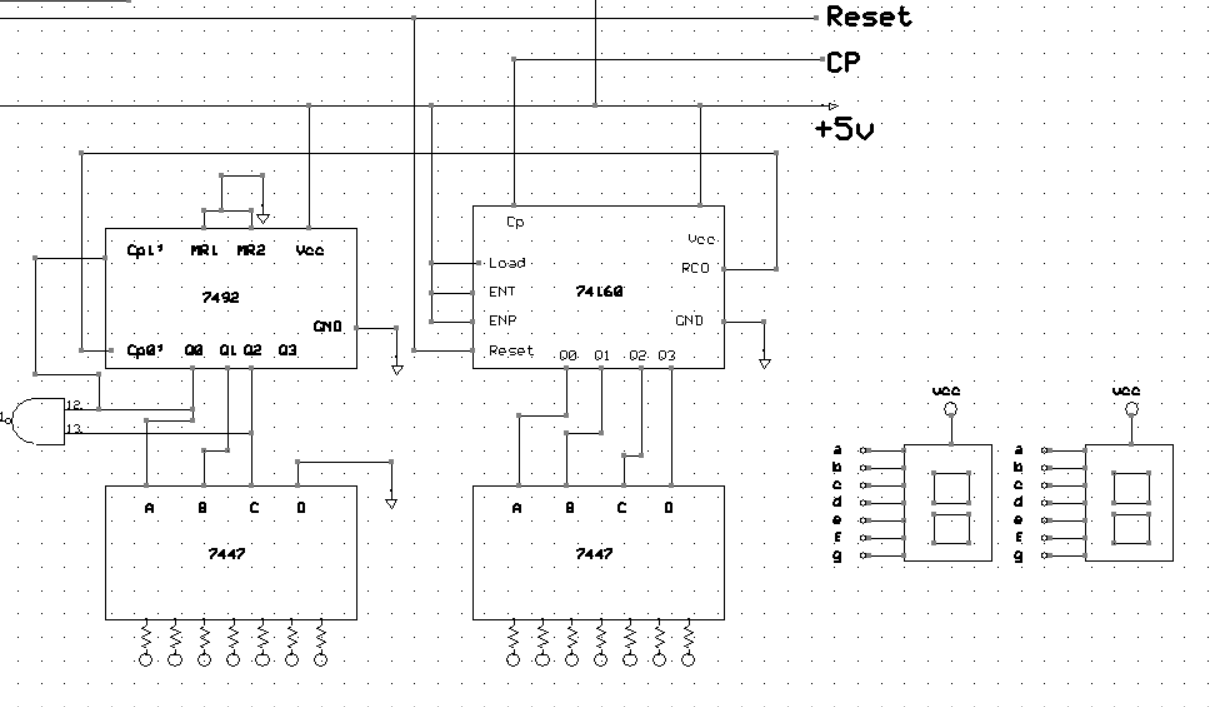 Reset
CP
+5v
Cp1' MR1 MR2 Vcc
7492
GND
Cp0' Q0 Q1 Q2 Q3
Cp
Vcc
Load
RCO
ENT
74160
ENP
GND
Reset
Q0 Q1 Q2 Q3
12
13
1
A B C D
7447
A B C D
7447
vcc
a
b
c
d
e
f
g
vcc
a
b
c
d
e
f
g